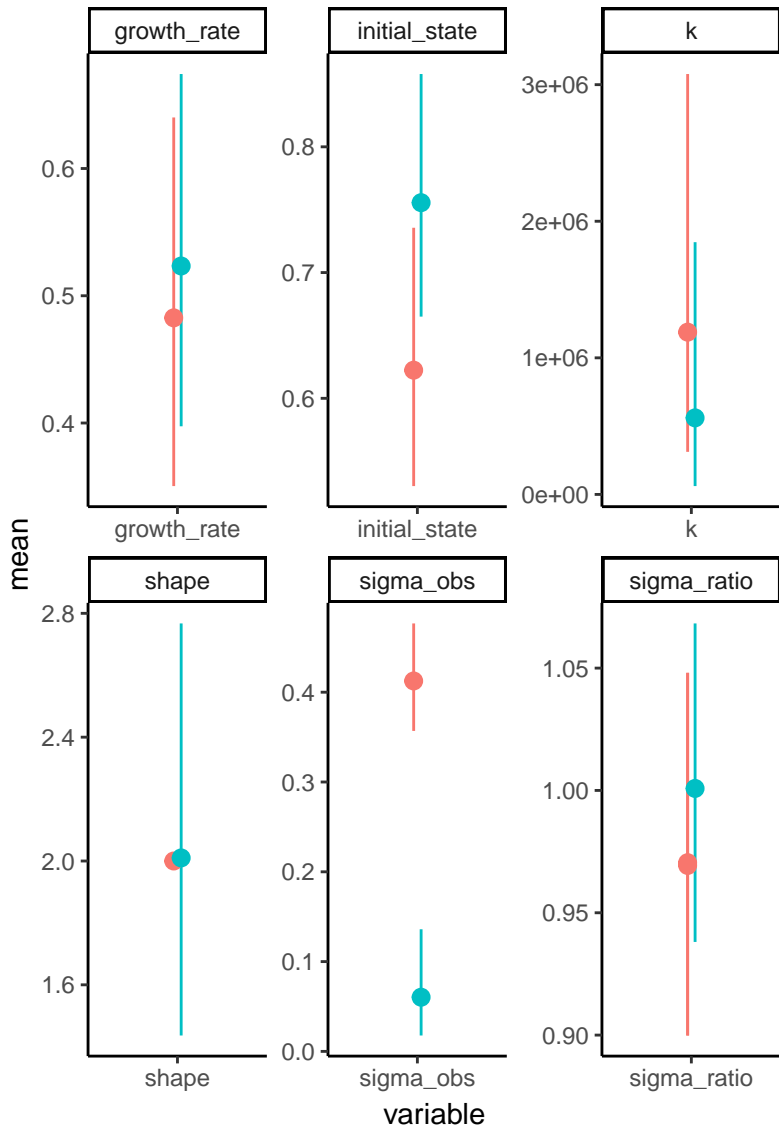 growth_rate
initial_state
k
0.6
0.5
0.4
0.8
0.7
0.6
3e+06
2e+06
1e+06
0e+00
growth_rate
initial_state
k
mean
shape
sigma_obs
sigma_ratio
2.8
2.4
2.0
1.6
0.4
0.3
0.2
0.1
0.0
1.05
1.00
0.95
0.90
shape
sigma_obs
sigma_ratio
variable